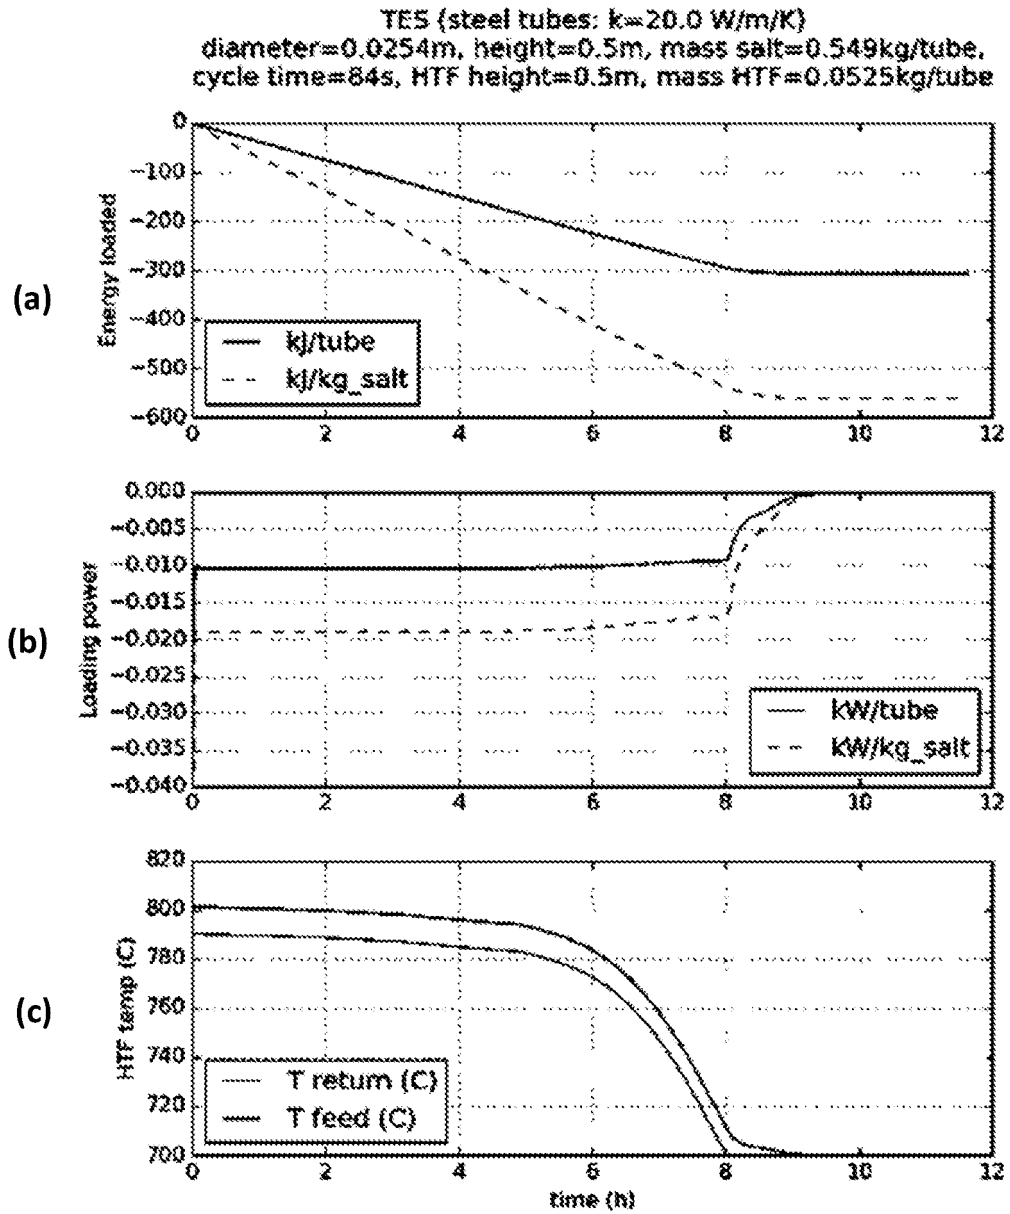 TES (steel tubes: k=20.0 W/m/K)
diameter=0.0254m, height=0.5m, mass salt=0.549kg/tube,
cycle time=84s, HTF height=0.5m, mass HTF=0.0525kg/tube
(a)
Energy loaded
0
−100
−200
−300
−400
−500
−600
kJ/tube
kJ/kg_salt
0 2 4 6 8 10 12
(b)
Loading power
0.000
−0.005
−0.010
−0.015
−0.020
−0.025
−0.030
−0.035
−0.040
kW/tube
kW/kg_salt
0 2 4 6 8 10 12
(c)
HTF temp (C)
820
800
780
760
740
720
700
T return (C)
T feed (C)
0 2 4 6 8 10 12
time (h)